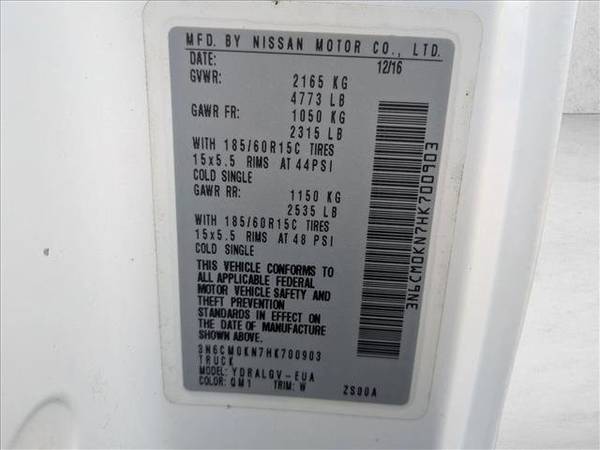 MFD. BY NISSAN MOTOR CO., LTD.
DATE: 12/16
GVWR: 2165 KG
4773 LB
GAWR FR: 1050 KG
2315 LB
WITH 185/60R15C TIRES
15x5.5 RIMS AT 44PSI
COLD SINGLE
GAWR RR: 1150 KG
2535 LB
WITH 185/60R15C TIRES
15x5.5 RIMS AT 48 PSI
COLD SINGLE
THIS VEHICLE CONFORMS TO
ALL APPLICABLE FEDERAL
MOTOR VEHICLE SAFETY AND
THEFT PREVENTION
STANDARDS IN EFFECT ON
THE DATE OF MANUFACTURE
SHOWN ABOVE.
3N6CM0KN7HK700903
TRUCK
MODEL: YDRALGV-EUA
COLOR: QM1 TRIM: W ZS00A
3N6CM0KN7HK700903